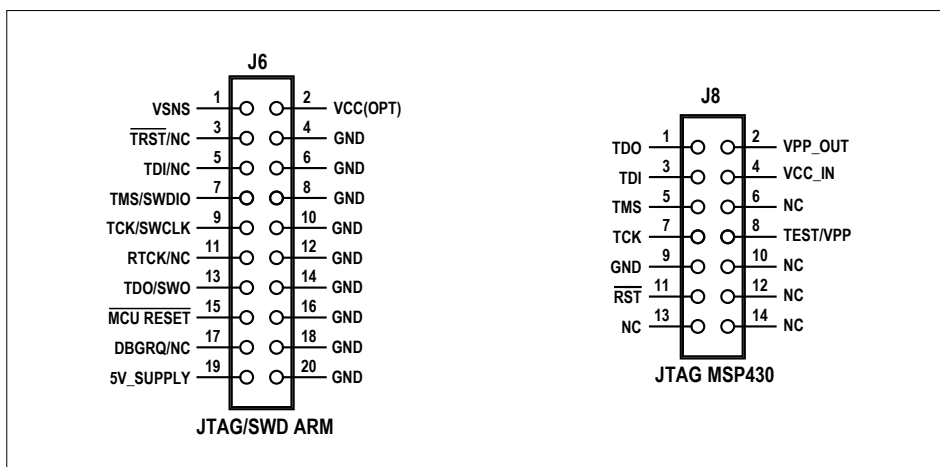 J6
VSNS 1 2 VCC(OPT)
TRST/NC 3 4 GND
TDI/NC 5 6 GND
TMS/SWDIO 7 8 GND
TCK/SWCLK 9 10 GND
RTCK/NC 11 12 GND
TDO/SWO 13 14 GND
MCU RESET 15 16 GND
DBGRQ/NC 17 18 GND
5V_SUPPLY 19 20 GND
JTAG/SWD ARM
J8
TDO 1 2 VPP_OUT
TDI 3 4 VCC_IN
TMS 5 6 NC
TCK 7 8 TEST/VPP
GND 9 10 NC
RST 11 12 NC
NC 13 14 NC
JTAG MSP430